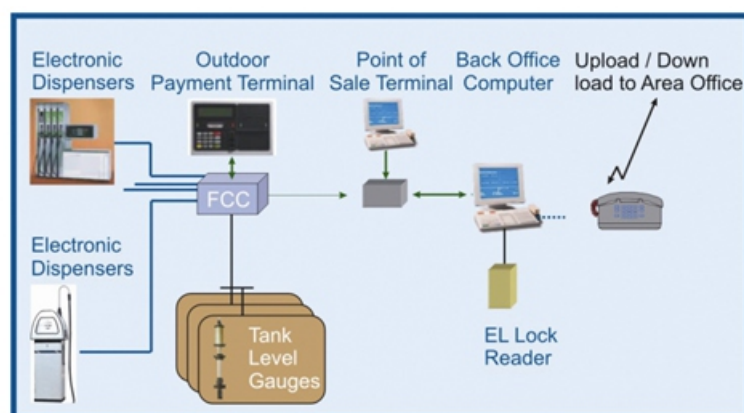 Electronic
Dispensers
Outdoor
Payment Terminal
Point of
Sale Terminal
Back Office
Computer
Upload / Down
load to Area Office
FCC
Electronic
Dispensers
Tank
Level
Gauges
EL Lock
Reader